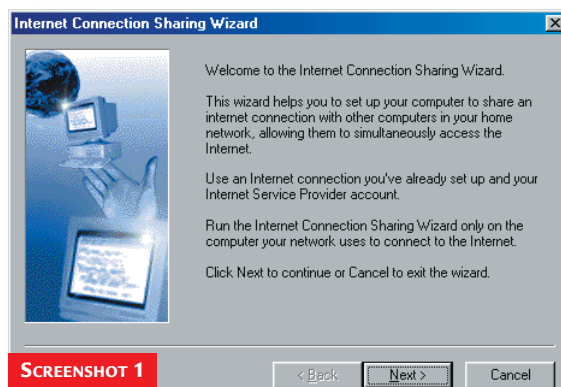 Internet Connection Sharing Wizard
Welcome to the Internet Connection Sharing Wizard.
This wizard helps you to set up your computer to share an
internet connection with other computers in your home
network, allowing them to simultaneously access the
Internet.
Use an Internet connection you've already set up and your
Internet Service Provider account.
Run the Internet Connection Sharing Wizard only on the
computer your network uses to connect to the Internet.
Click Next to continue or Cancel to exit the wizard.
SCREENSHOT 1
< Back
Next >
Cancel